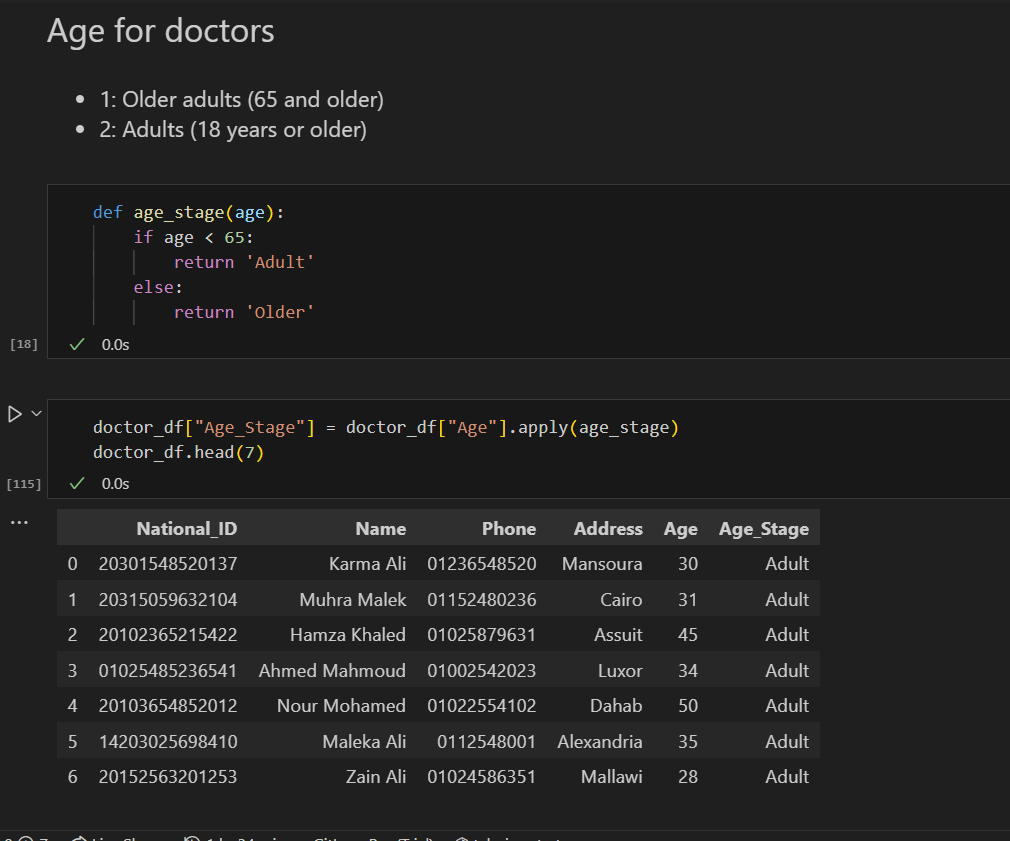 Age for doctors
1: Older adults (65 and older)
2: Adults (18 years or older)
def age_stage(age):
if age < 65:
return 'Adult'
else:
return 'Older'
[18]
0.0s
doctor_df["Age_Stage"] = doctor_df["Age"].apply(age_stage)
doctor_df.head(7)
[115]
0.0s
...
National_ID Name Phone Address Age Age_Stage
0 20301548520137 Karma Ali 01236548520 Mansoura 30 Adult
1 20315059632104 Muhra Malek 01152480236 Cairo 31 Adult
2 20102365215422 Hamza Khaled 01025879631 Assuit 45 Adult
3 01025485236541 Ahmed Mahmoud 01002542023 Luxor 34 Adult
4 20103654852012 Nour Mohamed 01022554102 Dahab 50 Adult
5 14203025698410 Maleka Ali 0112548001 Alexandria 35 Adult
6 20152563201253 Zain Ali 01024586351 Mallawi 28 Adult